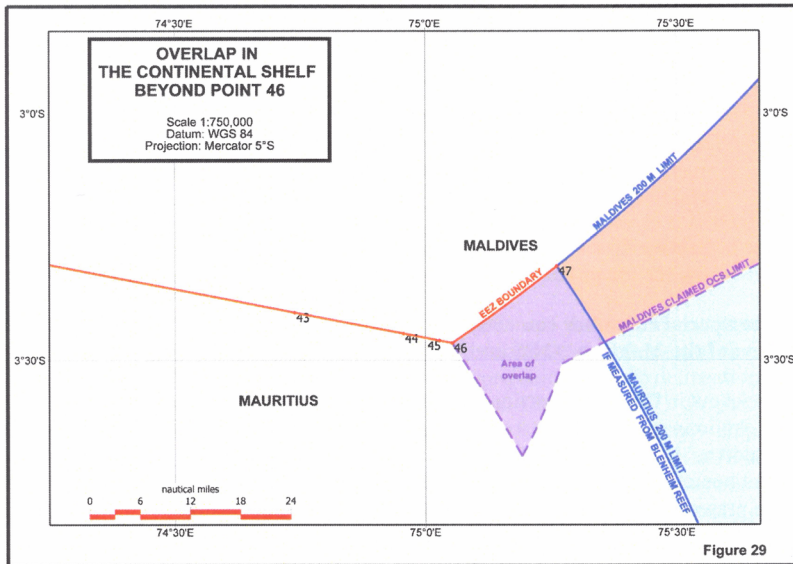 74°30'E 75°0'E 75°30'E
OVERLAP IN
THE CONTINENTAL SHELF
BEYOND POINT 46
Scale 1:750,000
Datum: WGS 84
Projection: Mercator 5°S
3°0'S 3°0'S
MALDIVES 200 M LIMIT
MALDIVES
47
EEZ BOUNDARY
MALDIVES CLAIMED OCS LIMIT
43
44 45 46
3°30'S 3°30'S
Area of
overlap
MAURITIUS
MAURITIUS 200 M LIMIT
IF MEASURED FROM BLENHEIM REEF
nautical miles
0 6 12 18 24
74°30'E 75°0'E 75°30'E
Figure 29